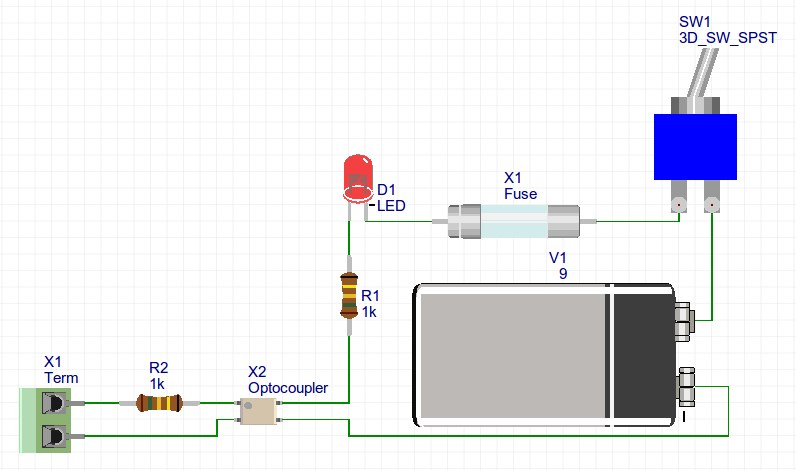 SW1
3D_SW_SPST
X1
Fuse
D1
LED
V1
9
R1
1k
X1
Term
R2
1k
X2
Optocoupler